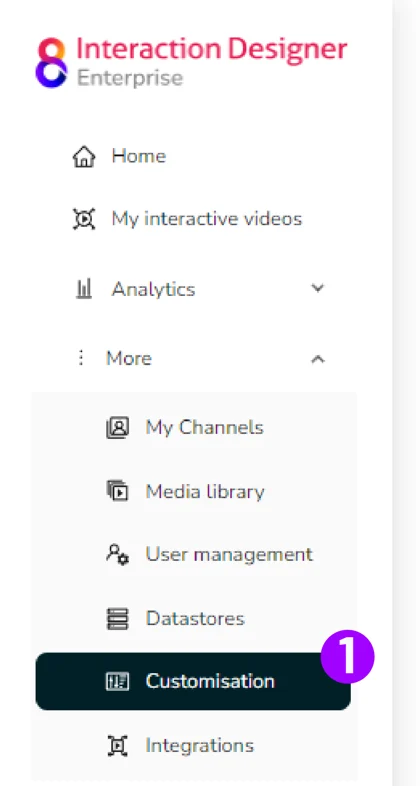 Interaction Designer
Enterprise
Home
My interactive videos
Analytics
More
My Channels
Media library
User management
Datastores
Customisation
1
Integrations